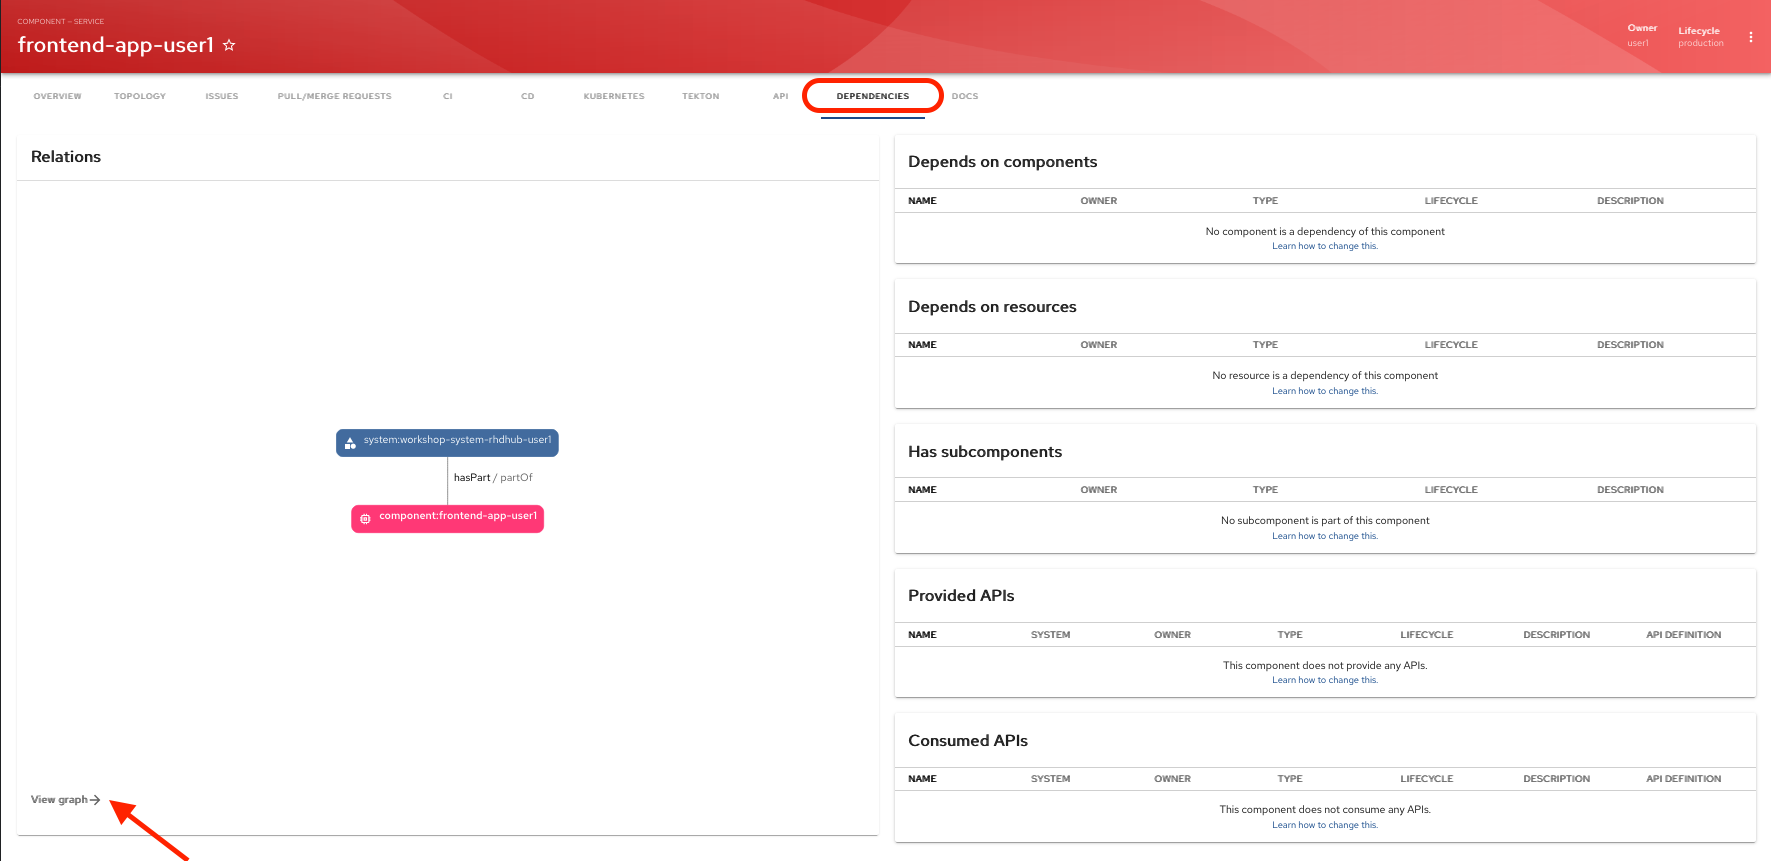 COMPONENT — SERVICE
frontend-app-user1
Owner
user1
Lifecycle
production
OVERVIEW TOPOLOGY ISSUES PULL/MERGE REQUESTS CI CD KUBERNETES TEKTON API DEPENDENCIES DOCS
Relations
system:workshop-system-rhdhub-user1
hasPart / partOf
component:frontend-app-user1
View graph
Depends on components
NAME OWNER TYPE LIFECYCLE DESCRIPTION
No component is a dependency of this component
Learn how to change this.
Depends on resources
NAME OWNER TYPE LIFECYCLE DESCRIPTION
No resource is a dependency of this component
Learn how to change this.
Has subcomponents
NAME OWNER TYPE LIFECYCLE DESCRIPTION
No subcomponent is part of this component
Learn how to change this.
Provided APIs
NAME SYSTEM OWNER TYPE LIFECYCLE DESCRIPTION API DEFINITION
This component does not provide any APIs.
Learn how to change this.
Consumed APIs
NAME SYSTEM OWNER TYPE LIFECYCLE DESCRIPTION API DEFINITION
This component does not consume any APIs.
Learn how to change this.